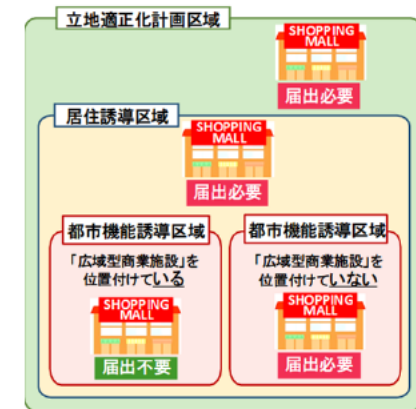 立地適正化計画区域
SHOPPING
MALL
届出必要
居住誘導区域
SHOPPING
MALL
届出必要
都市機能誘導区域
「広域型商業施設」を
位置付けている
SHOPPING
MALL
届出不要
都市機能誘導区域
「広域型商業施設」を
位置付けていない
SHOPPING
MALL
届出必要